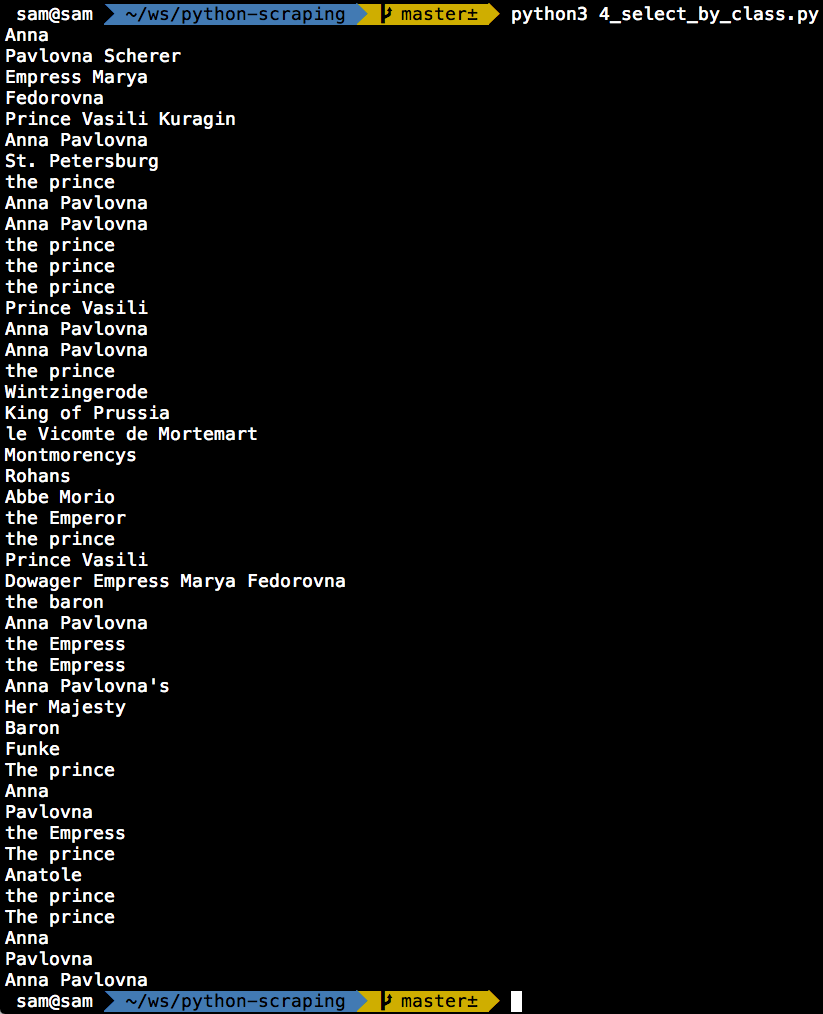 sam@sam ~/ws/python-scraping master± python3 4_select_by_class.py
Anna
Pavlovna Scherer
Empress Marya
Fedorovna
Prince Vasili Kuragin
Anna Pavlovna
St. Petersburg
the prince
Anna Pavlovna
Anna Pavlovna
the prince
the prince
the prince
Prince Vasili
Anna Pavlovna
Anna Pavlovna
the prince
Wintzingerode
King of Prussia
le Vicomte de Mortemart
Montmorencys
Rohans
Abbe Morio
the Emperor
the prince
Prince Vasili
Dowager Empress Marya Fedorovna
the baron
Anna Pavlovna
the Empress
the Empress
Anna Pavlovna's
Her Majesty
Baron
Funke
The prince
Anna
Pavlovna
the Empress
The prince
Anatole
the prince
The prince
Anna
Pavlovna
Anna Pavlovna
sam@sam ~/ws/python-scraping master±